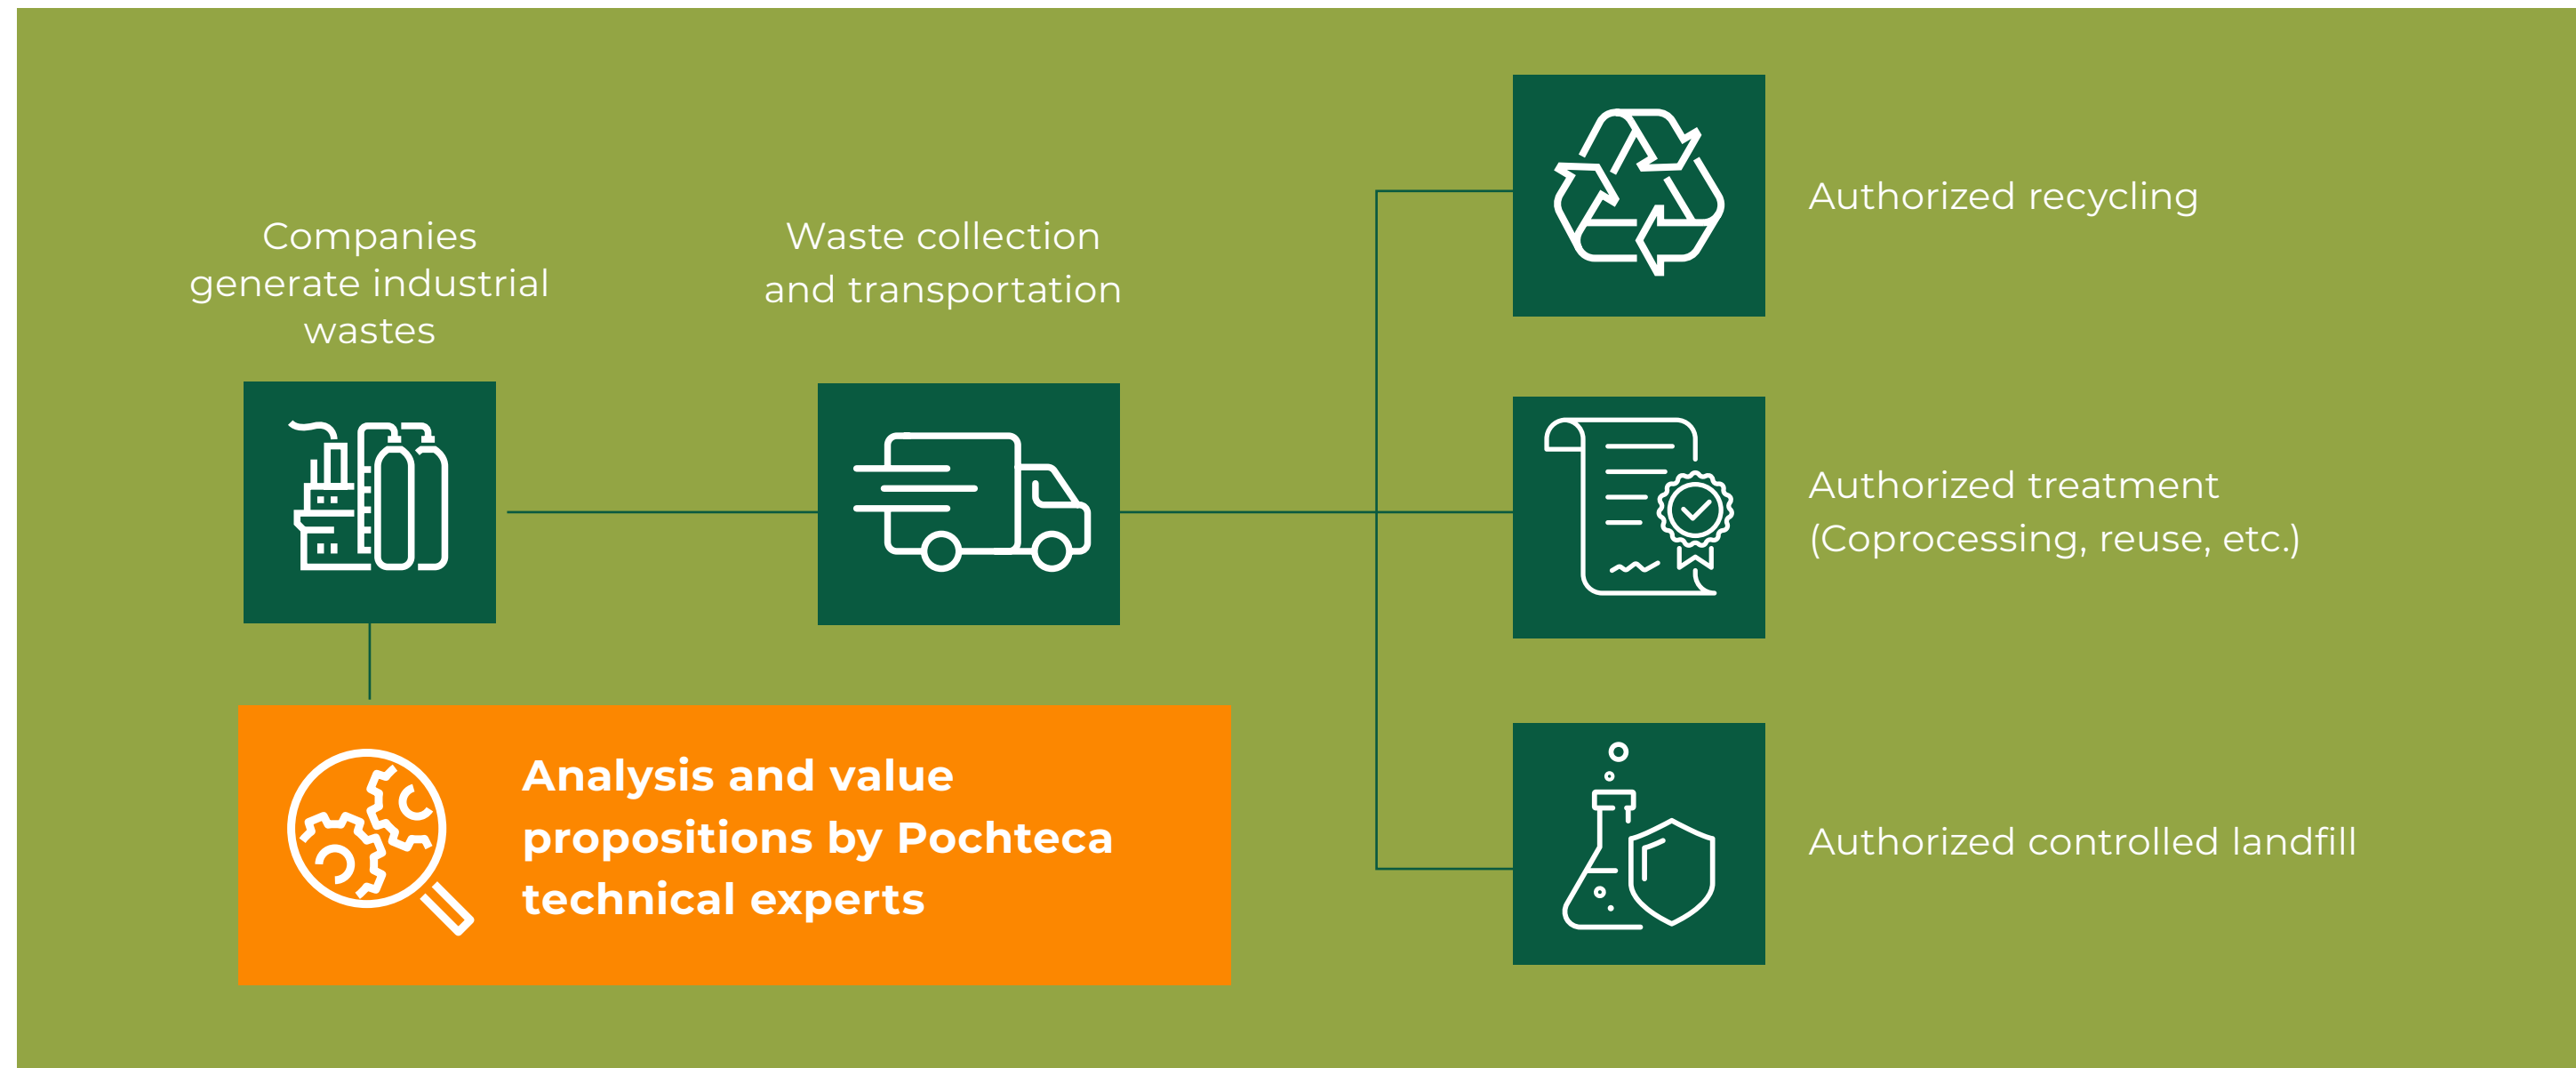 Companies
generate industrial
wastes
Waste collection
and transportation
Authorized recycling
Authorized treatment
(Coprocessing, reuse, etc.)
Authorized controlled landfill
Analysis and value
propositions by Pochteca
technical experts